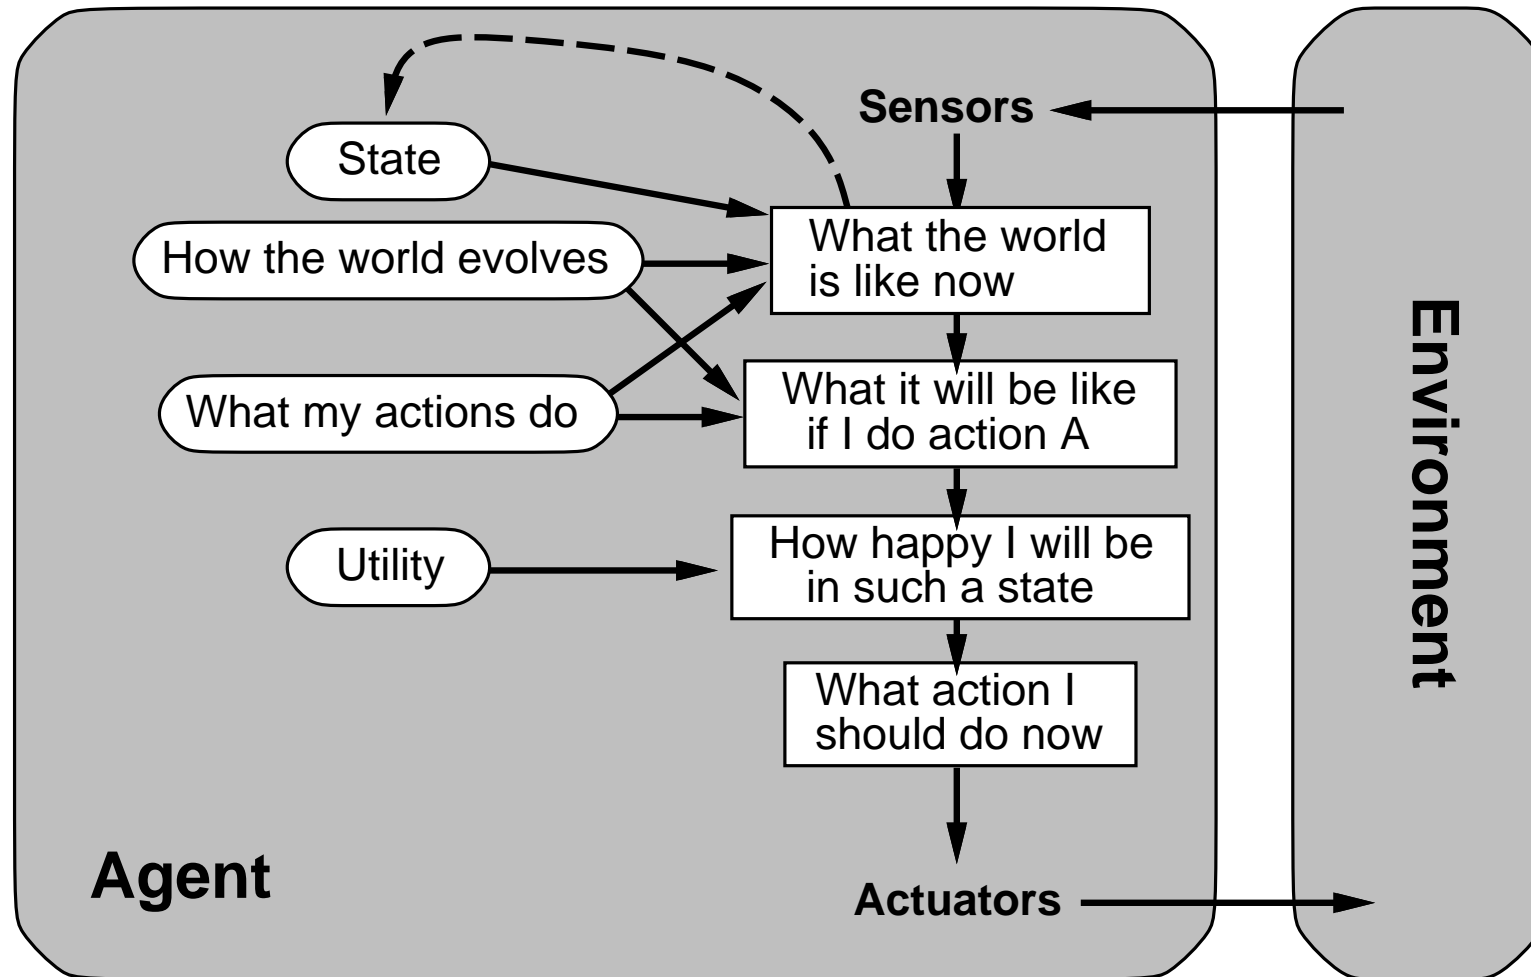 Sensors
State
What the world
is like now
How the world evolves
What it will be like
if I do action A
What my actions do
How happy I will be
in such a state
Utility
What action I
should do now
Agent
Actuators
Environment